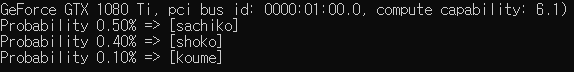 GeForce GTX 1080 Ti, pci bus id: 0000:01:00.0, compute capability: 6.1)
Probability 0.50% => [sachiko]
Probability 0.40% => [shoko]
Probability 0.10% => [koume]